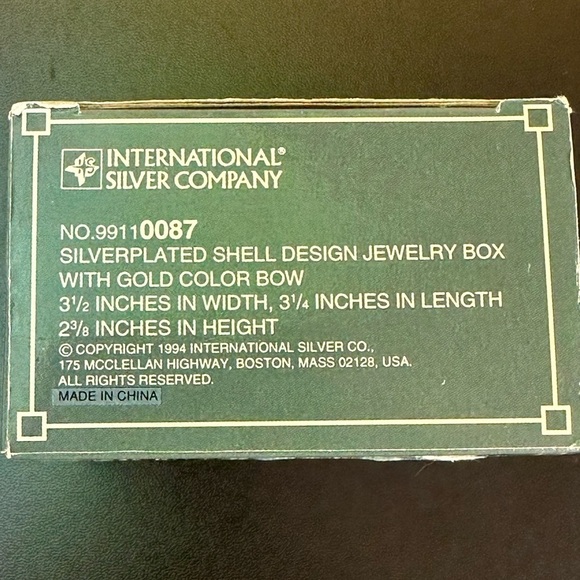 INTERNATIONAL®
SILVER COMPANY
NO.99110087
SILVERPLATED SHELL DESIGN JEWELRY BOX
WITH GOLD COLOR BOW
3½ INCHES IN WIDTH, 3¼ INCHES IN LENGTH
2⅜ INCHES IN HEIGHT
© COPYRIGHT 1994 INTERNATIONAL SILVER CO.,
175 MCCLELLAN HIGHWAY, BOSTON, MASS 02128, USA.
ALL RIGHTS RESERVED.
MADE IN CHINA